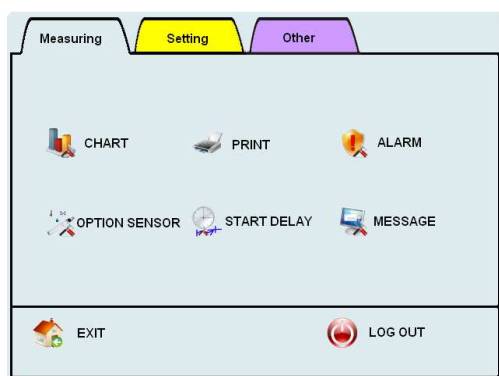 Measuring Setting Other
CHART PRINT ALARM
OPTION SENSOR START DELAY MESSAGE
EXIT LOG OUT